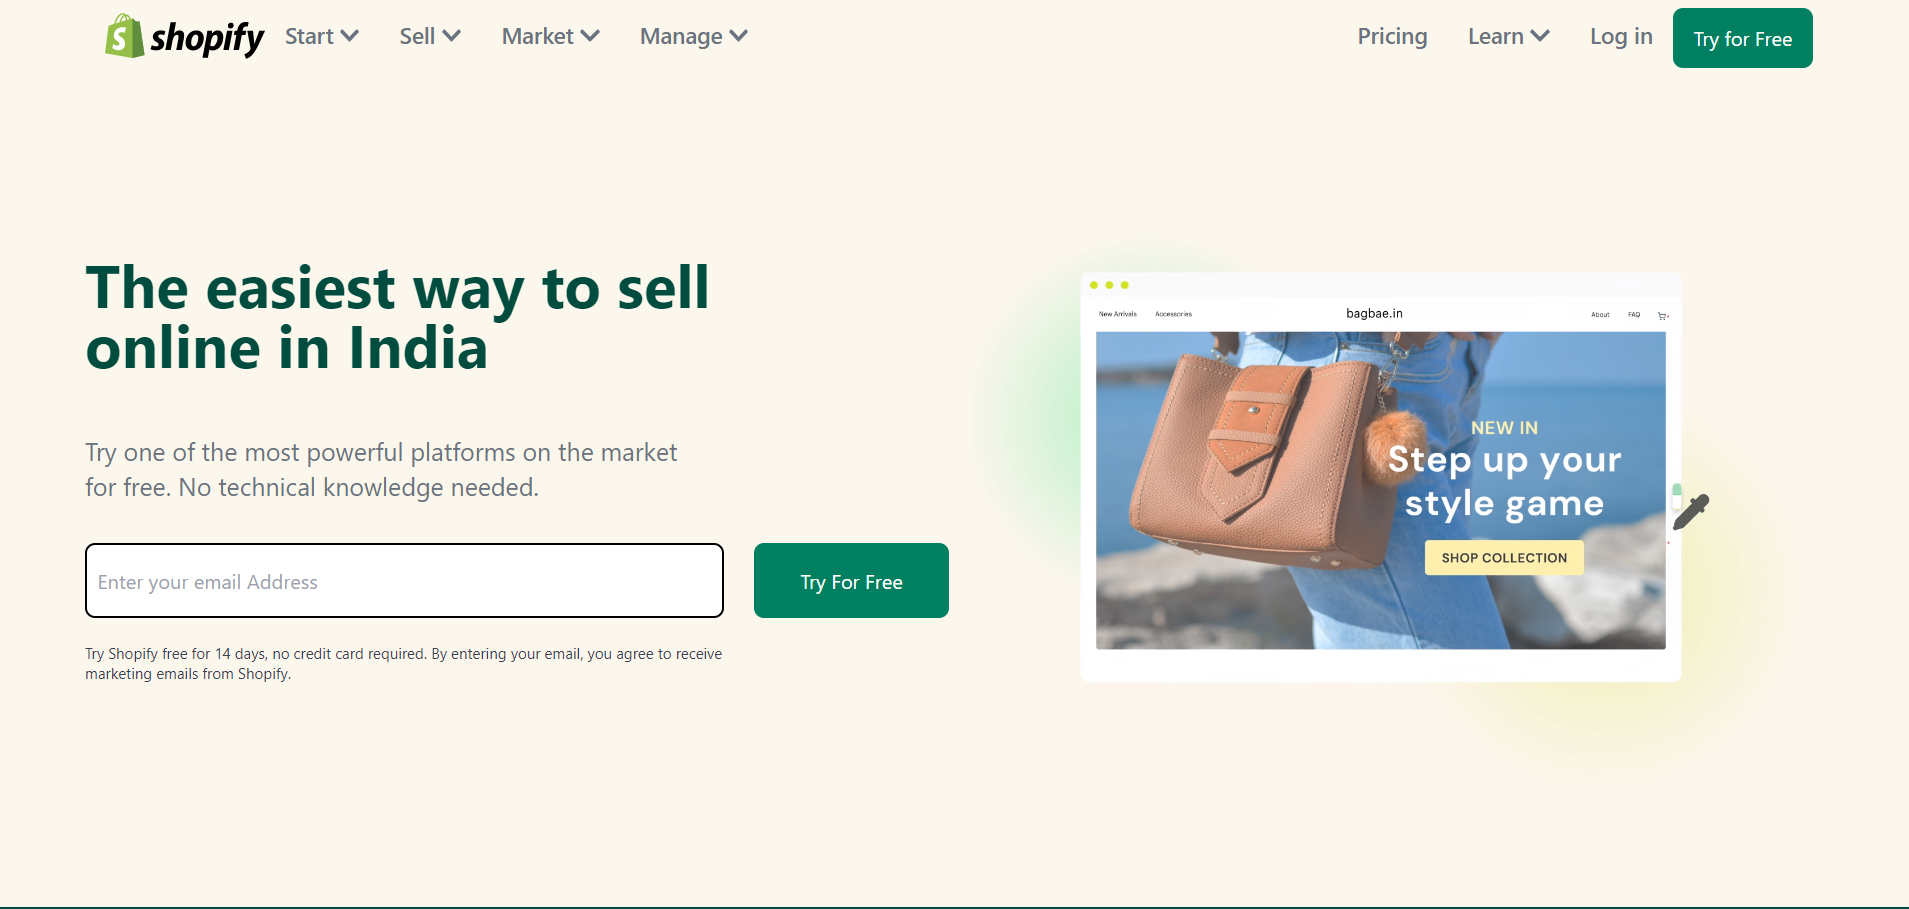 shopify Start Sell Market Manage Pricing Learn Log in Try for Free
The easiest way to sell
online in India
Try one of the most powerful platforms on the market
for free. No technical knowledge needed.
Enter your email Address
Try For Free
Try Shopify free for 14 days, no credit card required. By entering your email, you agree to receive
marketing emails from Shopify.
New Arrivals Accessories bagbae.in About FAQ
NEW IN
Step up your
style game
SHOP COLLECTION